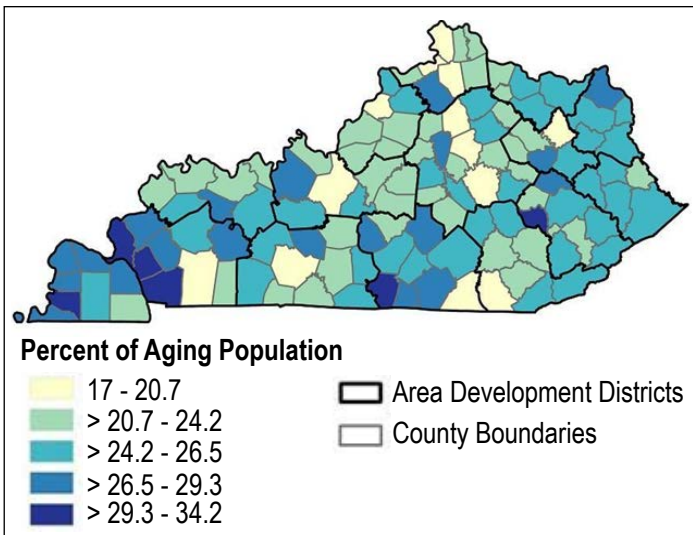 Percent of Aging Population
17 - 20.7
> 20.7 - 24.2
> 24.2 - 26.5
> 26.5 - 29.3
> 29.3 - 34.2
Area Development Districts
County Boundaries